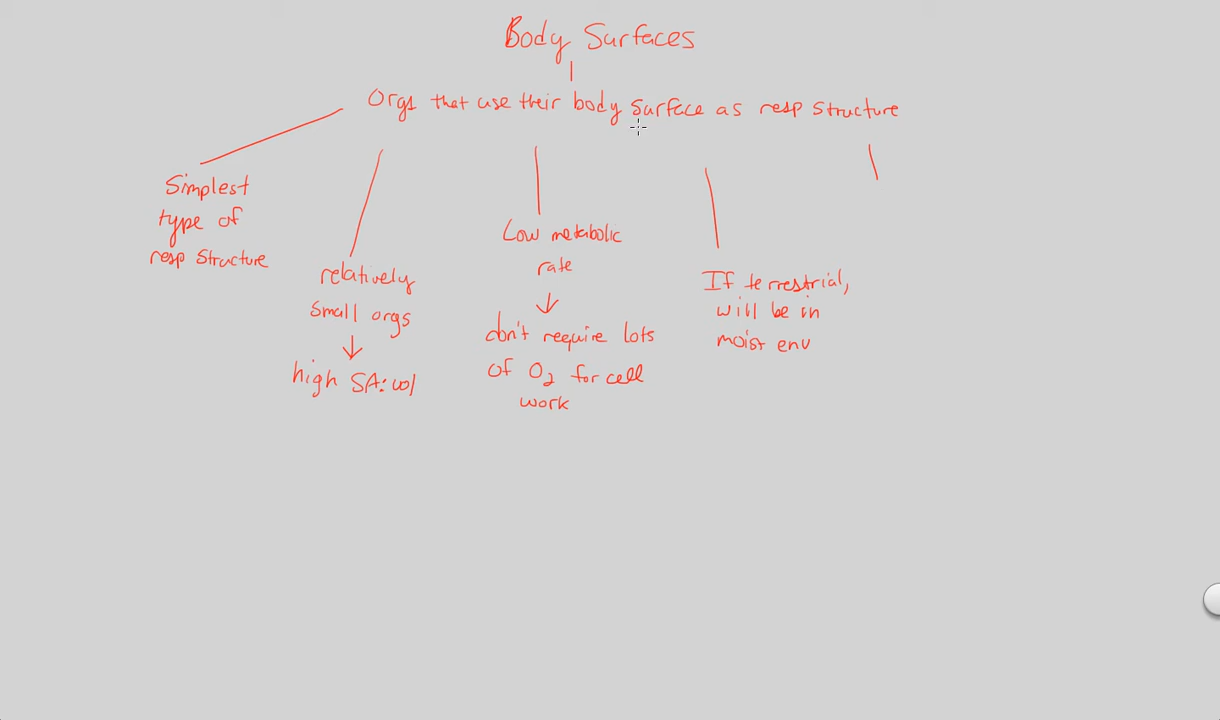 Body Surfaces
Orgs that use their body surface as resp structure
Simplest
type of
resp structure
relatively
small orgs
high SA:vol
Low metabolic
rate
don't require lots
of O2 for cell
work
If terrestrial,
will be in
moist env